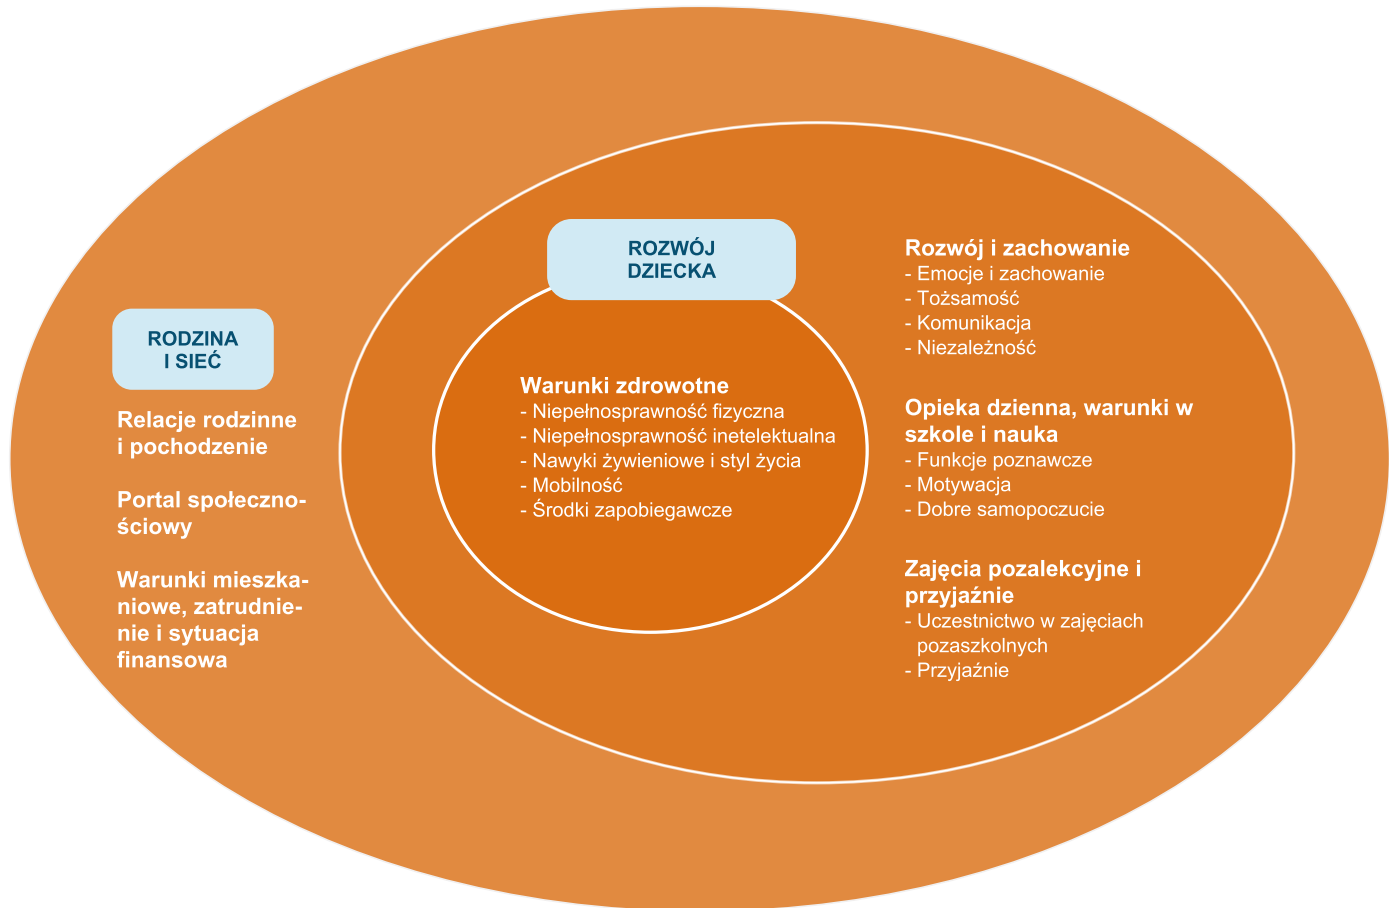 RODZINA
I SIEĆ
Relacje rodzinne
i pochodzenie
Portal społeczno-
ściowy
Warunki mieszka-
niowe, zatrudnie-
nie i sytuacja
finansowa
ROZWÓJ
DZIECKA
Warunki zdrowotne
- Niepełnosprawność fizyczna
- Niepełnosprawność inetelektualna
- Nawyki żywieniowe i styl życia
- Mobilność
- Środki zapobiegawcze
Rozwój i zachowanie
- Emocje i zachowanie
- Tożsamość
- Komunikacja
- Niezależność
Opieka dzienna, warunki w
szkole i nauka
- Funkcje poznawcze
- Motywacja
- Dobre samopoczucie
Zajęcia pozalekcyjne i
przyjaźnie
- Uczestnictwo w zajęciach
pozaszkolnych
- Przyjaźnie